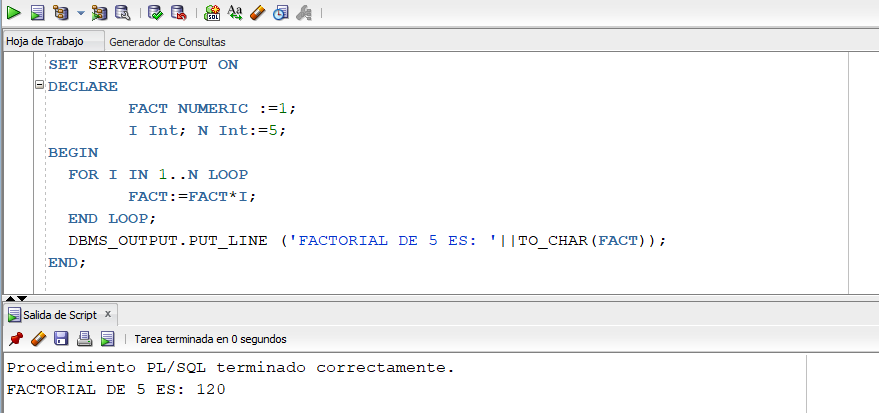 SQL Aa
Hoja de Trabajo Generador de Consultas
SET SERVEROUTPUT ON
DECLARE
FACT NUMERIC :=1;
I Int; N Int:=5;
BEGIN
FOR I IN 1..N LOOP
FACT:=FACT*I;
END LOOP;
DBMS_OUTPUT.PUT_LINE ('FACTORIAL DE 5 ES: '||TO_CHAR(FACT));
END;
Salida de Script x
Tarea terminada en 0 segundos
Procedimiento PL/SQL terminado correctamente.
FACTORIAL DE 5 ES: 120